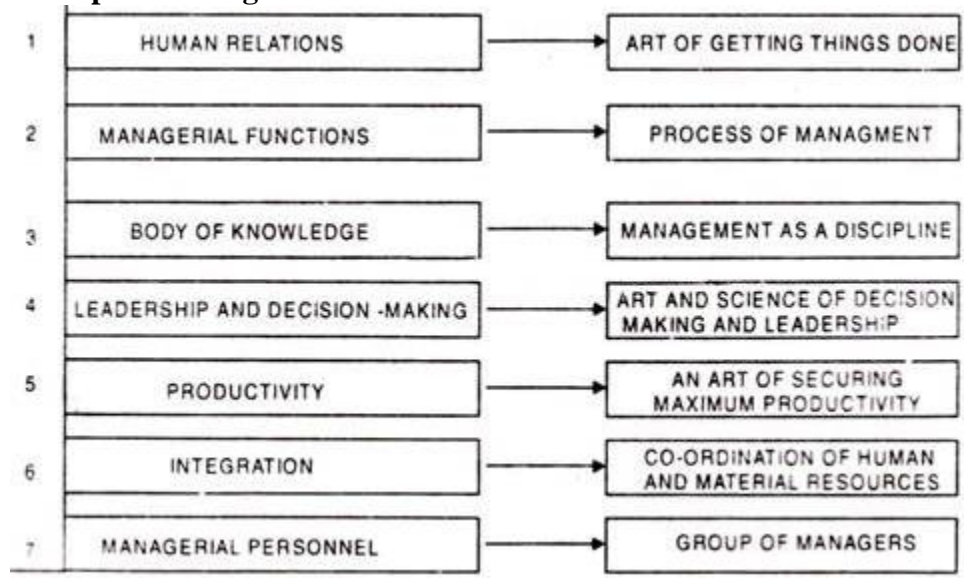 1 HUMAN RELATIONS ART OF GETTING THINGS DONE
2 MANAGERIAL FUNCTIONS PROCESS OF MANAGMENT
3 BODY OF KNOWLEDGE MANAGEMENT AS A DISCIPLINE
4 LEADERSHIP AND DECISION -MAKING ART AND SCIENCE OF DECISION
MAKING AND LEADERSHIP
5 PRODUCTIVITY AN ART OF SECURING
MAXIMUM PRODUCTIVITY
6 INTEGRATION CO-ORDINATION OF HUMAN
AND MATERIAL RESOURCES
7 MANAGERIAL PERSONNEL GROUP OF MANAGERS